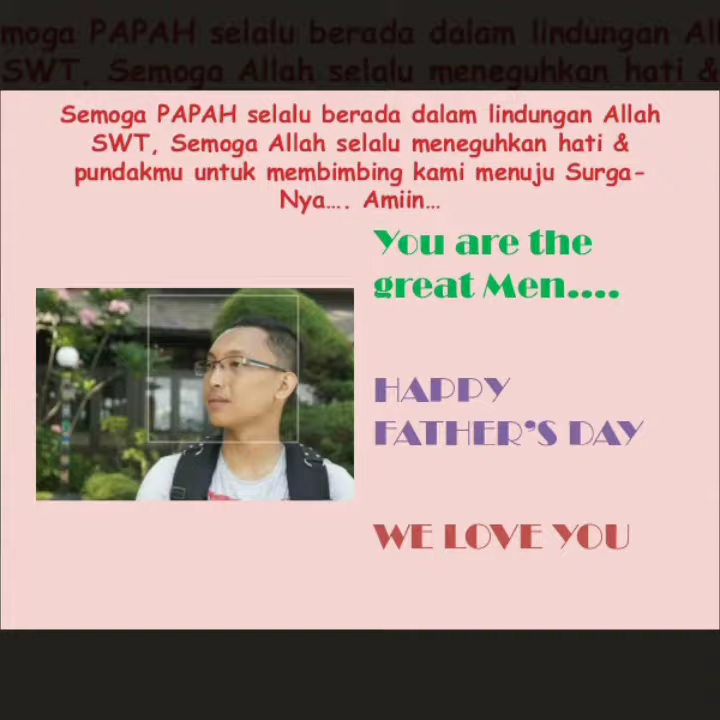 moga PAPAH selalu berada dalam lindungan Al
SWT, Semoga Allah selalu meneguhkan hati &
Semoga PAPAH selalu berada dalam lindungan Allah
SWT, Semoga Allah selalu meneguhkan hati &
pundakmu untuk membimbing kami menuju Surga-
Nya.... Amiin...
You are the
great Men....
HAPPY
FATHER'S DAY
WE LOVE YOU